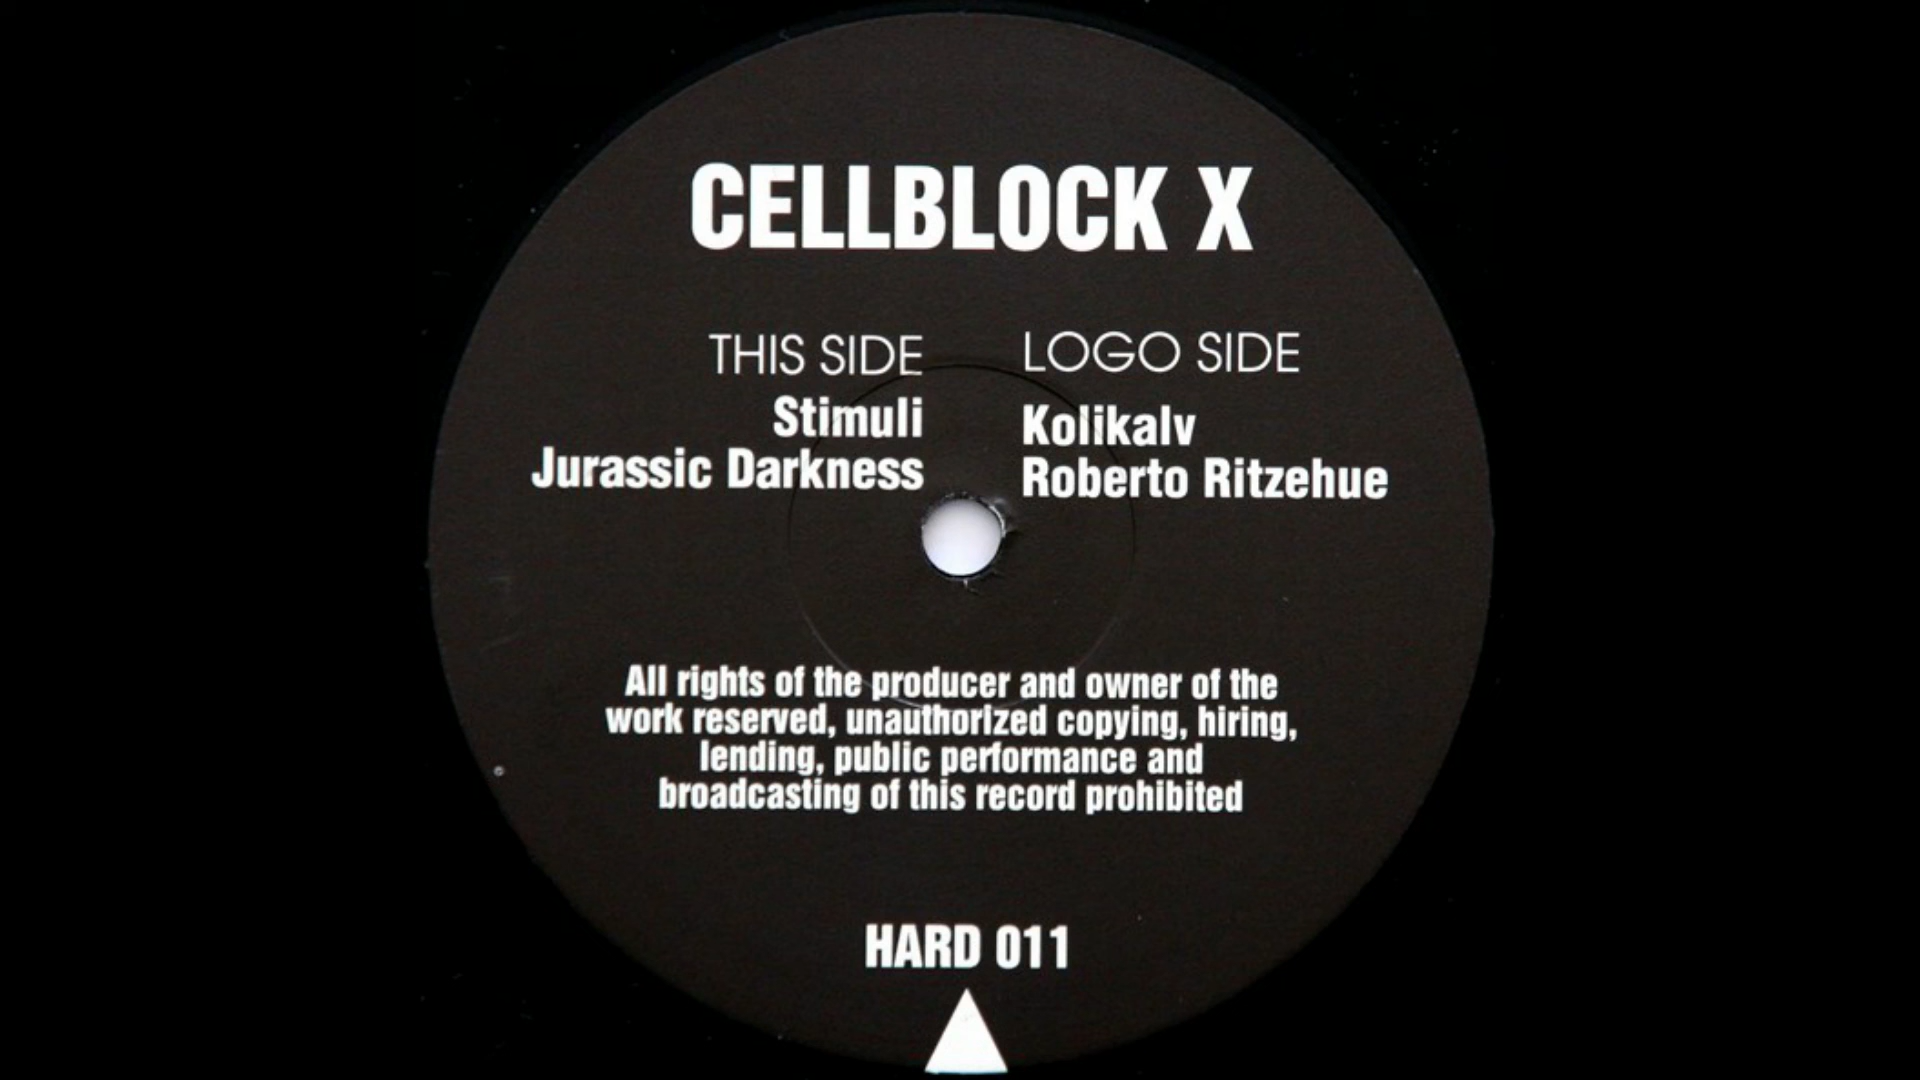 CELLBLOCK X
THIS SIDE
Stimuli
Jurassic Darkness
LOGO SIDE
Kolikalv
Roberto Ritzehue
All rights of the producer and owner of the
work reserved, unauthorized copying, hiring,
lending, public performance and
broadcasting of this record prohibited
HARD 011